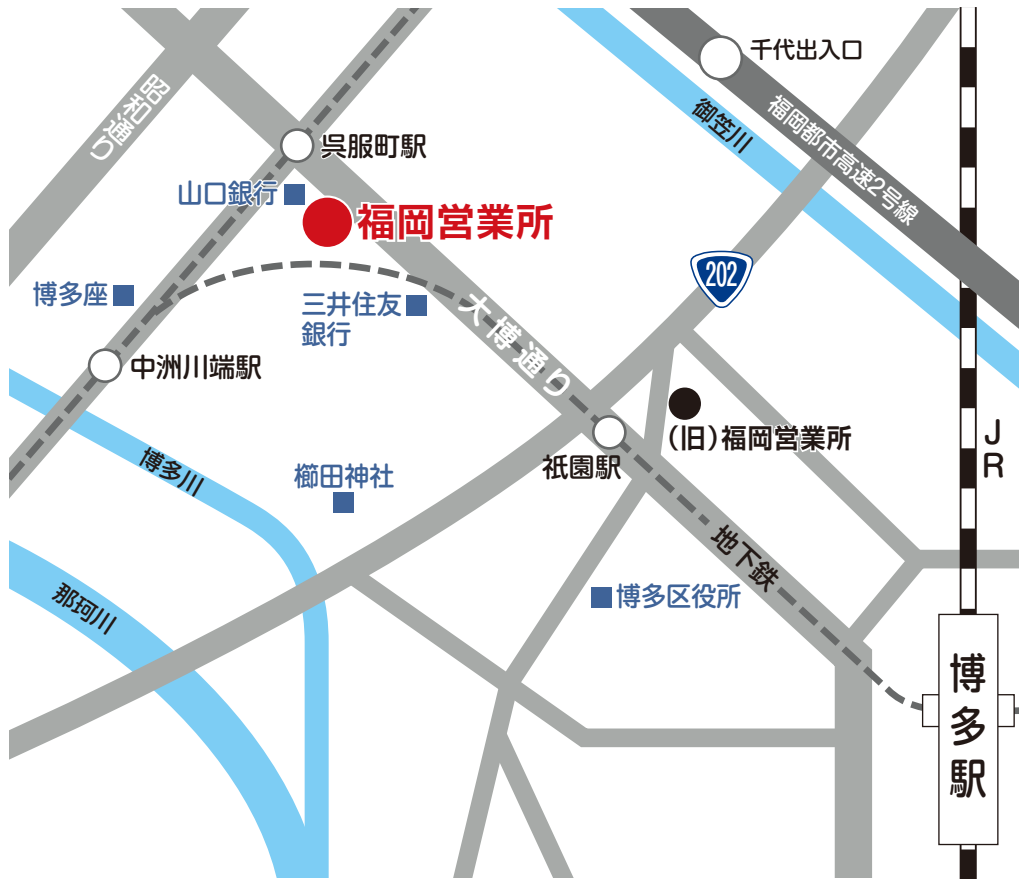 千代出入口
昭和通り
御笠川
福岡都市高速2号線
呉服町駅
山口銀行
福岡営業所
202
博多座
三井住友
銀行
大博通り
中洲川端駅
(旧)福岡営業所
JR
祇園駅
博多川
櫛田神社
地下鉄
那珂川
博多区役所
博多駅